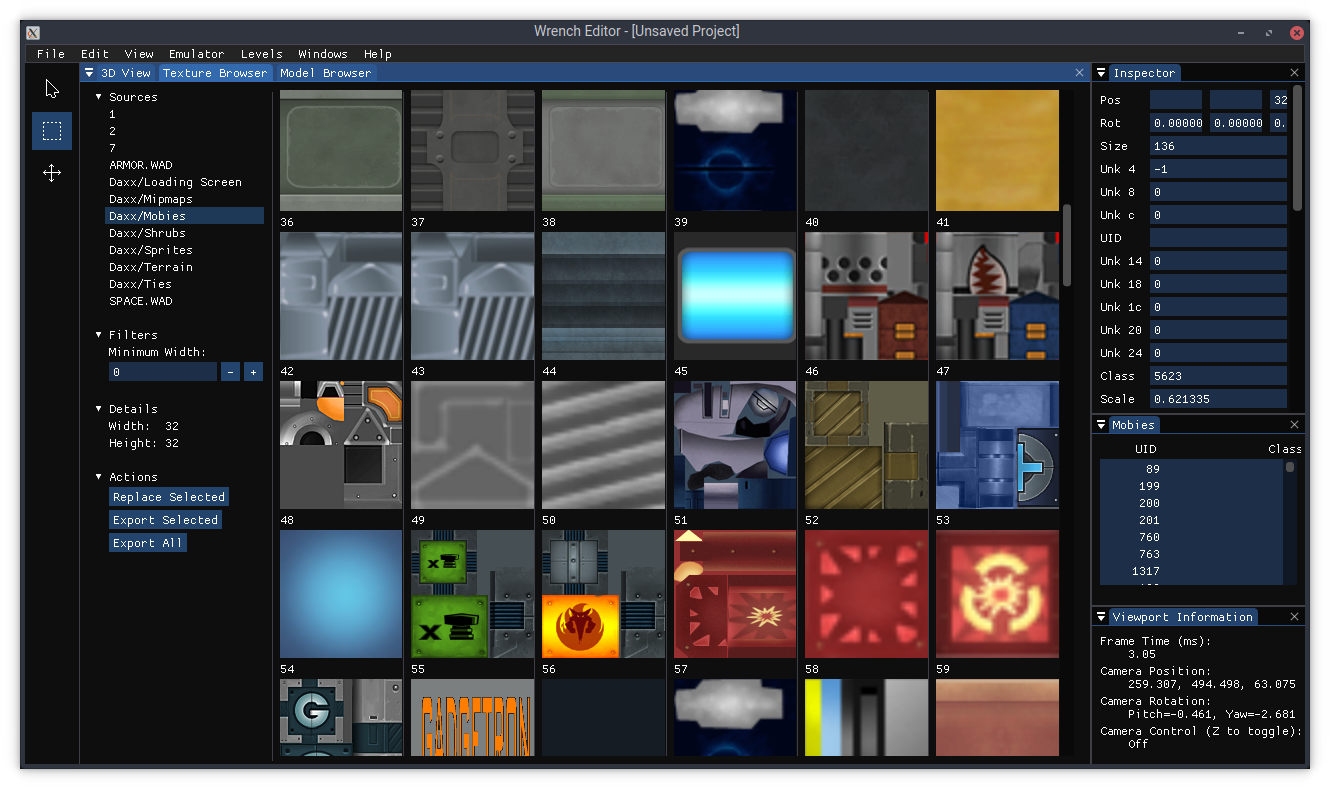 Wrench Editor - [Unsaved Project]
File Edit View Emulator Levels Windows Help
3D View Texture Browser Model Browser
Sources
1
2
7
ARMOR.WAD
Daxx/Loading Screen
Daxx/Mipmaps
Daxx/Mobies
Daxx/Shrubs
Daxx/Sprites
Daxx/Terrain
Daxx/Ties
SPACE.WAD
Filters
Minimum Width:
0 - +
Details
Width: 32
Height: 32
Actions
Replace Selected
Export Selected
Export All
36 37 38 39 40 41
42 43 44 45 46 47
48 49 50 51 52 53
x3
x
54 55 56 57 58 59
G
GADGETRON
Inspector
Pos 32
Rot 0.00000 0.00000 0.
Size 136
Unk 4 -1
Unk 8 0
Unk c 0
UID
Unk 14 0
Unk 18 0
Unk 1c 0
Unk 20 0
Unk 24 0
Class 5623
Scale 0.621335
Mobies
UID Class
89
199
200
201
760
763
1317
Viewport Information
Frame Time (ms):
3.05
Camera Position:
259.307, 494.498, 63.075
Camera Rotation:
Pitch=-0.461, Yaw=-2.681
Camera Control (Z to toggle):
Off